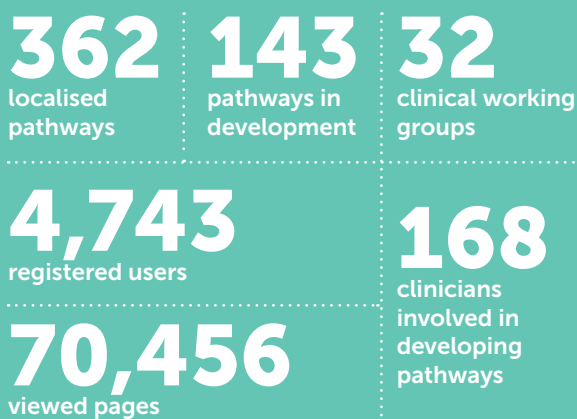 362
localised
pathways
143
pathways in
development
32
clinical working
groups
4,743
registered users
70,456
viewed pages
168
clinicians
involved in
developing
pathways